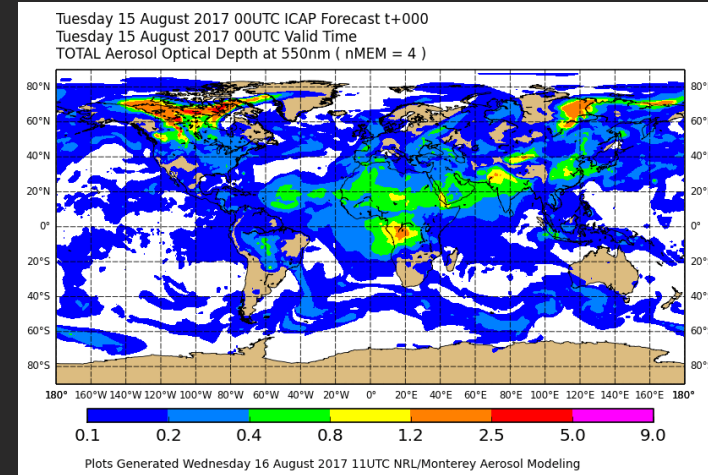 Tuesday 15 August 2017 00UTC ICAP Forecast t+000
Tuesday 15 August 2017 00UTC Valid Time
TOTAL Aerosol Optical Depth at 550nm ( nMEM = 4 )
80°N 80°
60°N 60°
40°N 40°
20°N 20°
0° 0°
20°S 20°
40°S 40°
60°S 60°
80°S 80°
180° 160°W 140°W 120°W 100°W 80°W 60°W 40°W 20°W 0° 20°E 40°E 60°E 80°E 100°E 120°E 140°E 160°E 180°
0.1 0.2 0.4 0.8 1.2 2.5 5.0 9.0
Plots Generated Wednesday 16 August 2017 11UTC NRL/Monterey Aerosol Modeling